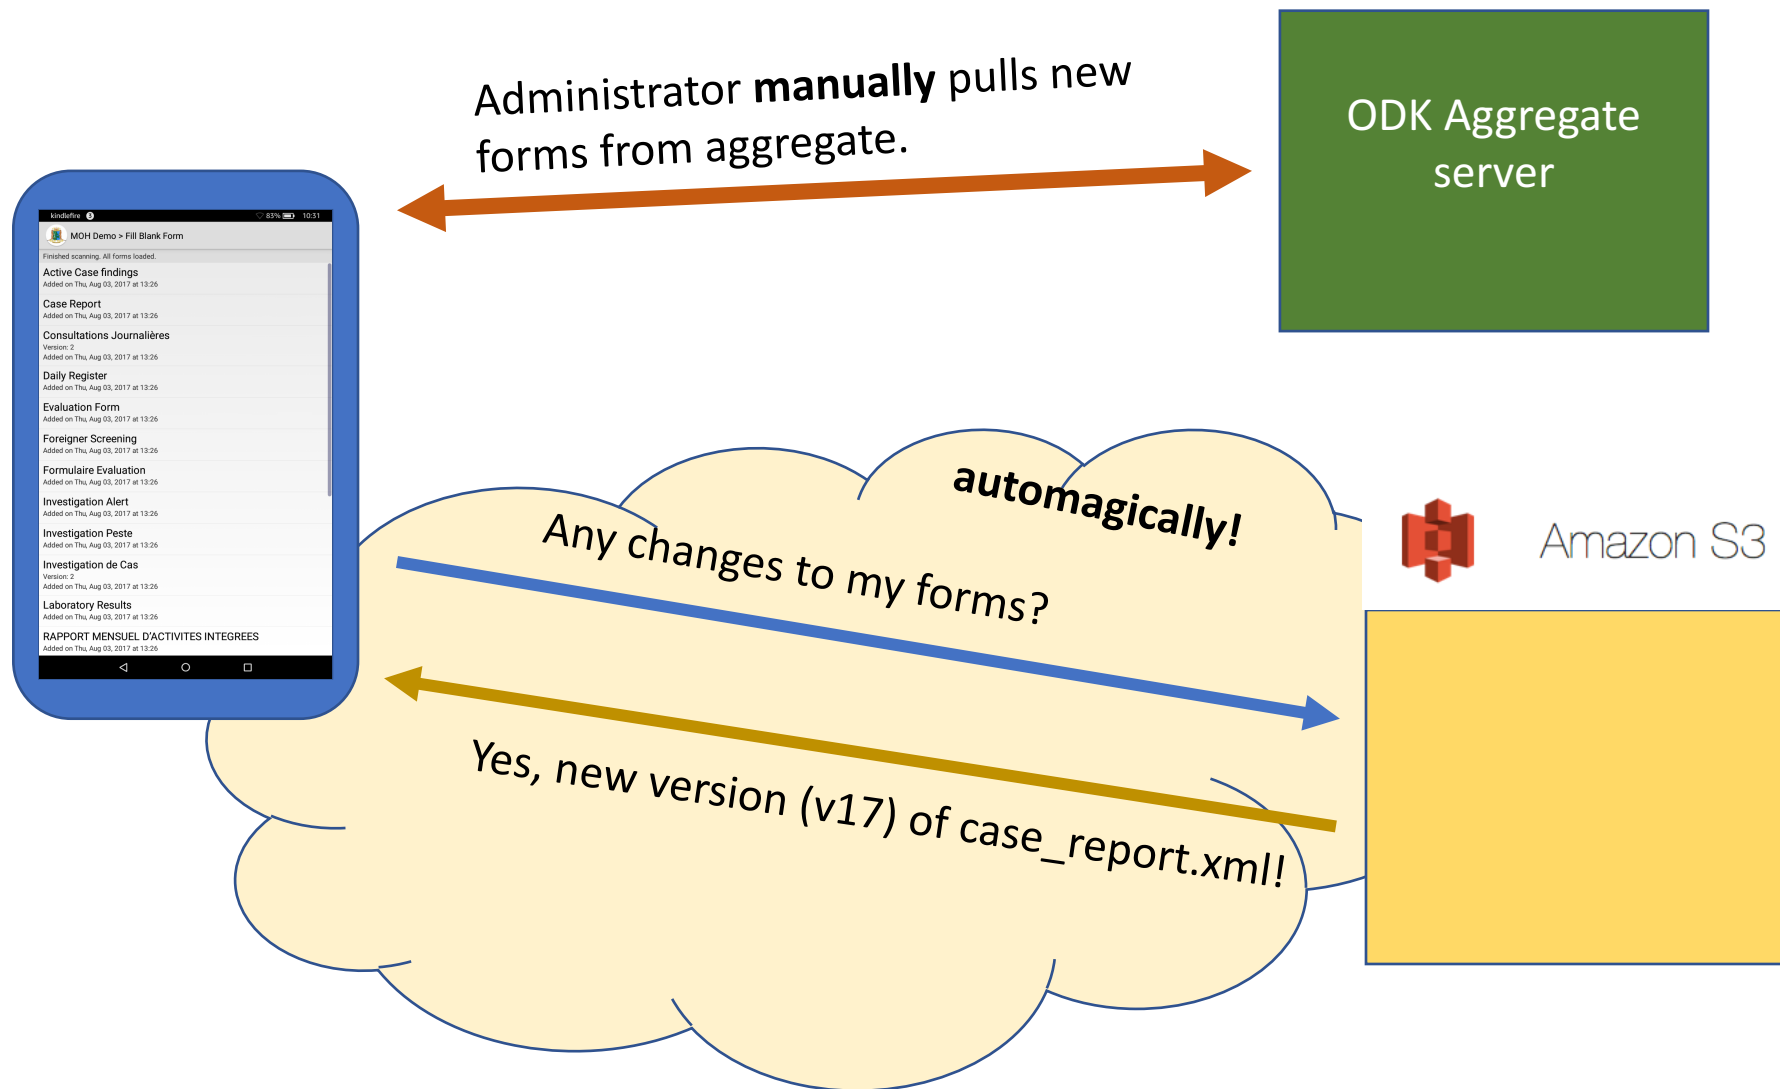 Administrator manually pulls new
forms from aggregate.
ODK Aggregate
server
kindlefire 3 83% 10:31
MOH Demo > Fill Blank Form
Finished scanning. All forms loaded.
Active Case findings
Added on Thu, Aug 03, 2017 at 13:26
Case Report
Added on Thu, Aug 03, 2017 at 13:26
Consultations Journalières
Version: 2
Added on Thu, Aug 03, 2017 at 13:26
Daily Register
Added on Thu, Aug 03, 2017 at 13:26
Evaluation Form
Added on Thu, Aug 03, 2017 at 13:26
Foreigner Screening
Added on Thu, Aug 03, 2017 at 13:26
Formulaire Evaluation
Added on Thu, Aug 03, 2017 at 13:26
Investigation Alert
Added on Thu, Aug 03, 2017 at 13:26
Investigation Peste
Added on Thu, Aug 03, 2017 at 13:26
Investigation de Cas
Version: 2
Added on Thu, Aug 03, 2017 at 13:26
Laboratory Results
Added on Thu, Aug 03, 2017 at 13:26
RAPPORT MENSUEL D'ACTIVITES INTEGREES
Added on Thu, Aug 03, 2017 at 13:26
automagically!
Any changes to my forms?
Yes, new version (v17) of case_report.xml!
Amazon S3